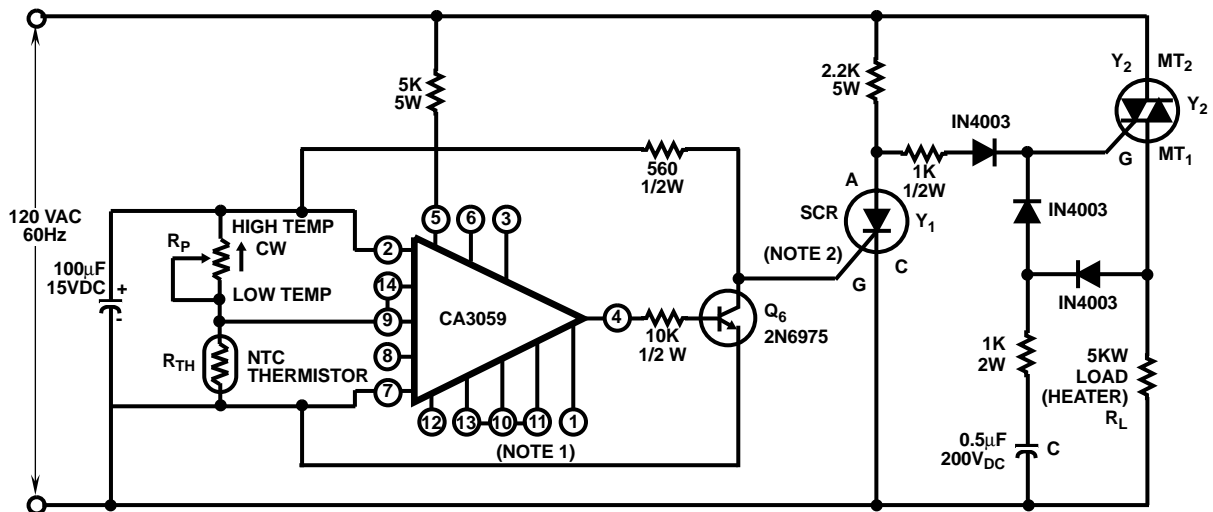 120 VAC
60Hz
100µF
15VDC
+
-
RP
HIGH TEMP
CW
LOW TEMP
RTH
NTC
THERMISTOR
5K
5W
2
14
9
8
7
5
6
3
CA3059
4
12
13
10
11
1
(NOTE 1)
560
1/2W
10K
1/2 W
Q6
2N6975
2.2K
5W
A
SCR
Y1
(NOTE 2)
C
G
1K
1/2W
IN4003
Y2
MT2
Y2
G
MT1
IN4003
IN4003
1K
2W
0.5µF
200VDC
C
5KW
LOAD
(HEATER)
RL